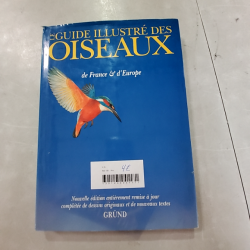 GUIDE ILLUSTRÉ DES
OISEAUX
de France & d'Europe
Nouvelle édition entièrement remise à jour
complétée de dessins originaux et de nouveaux textes
GRÜND